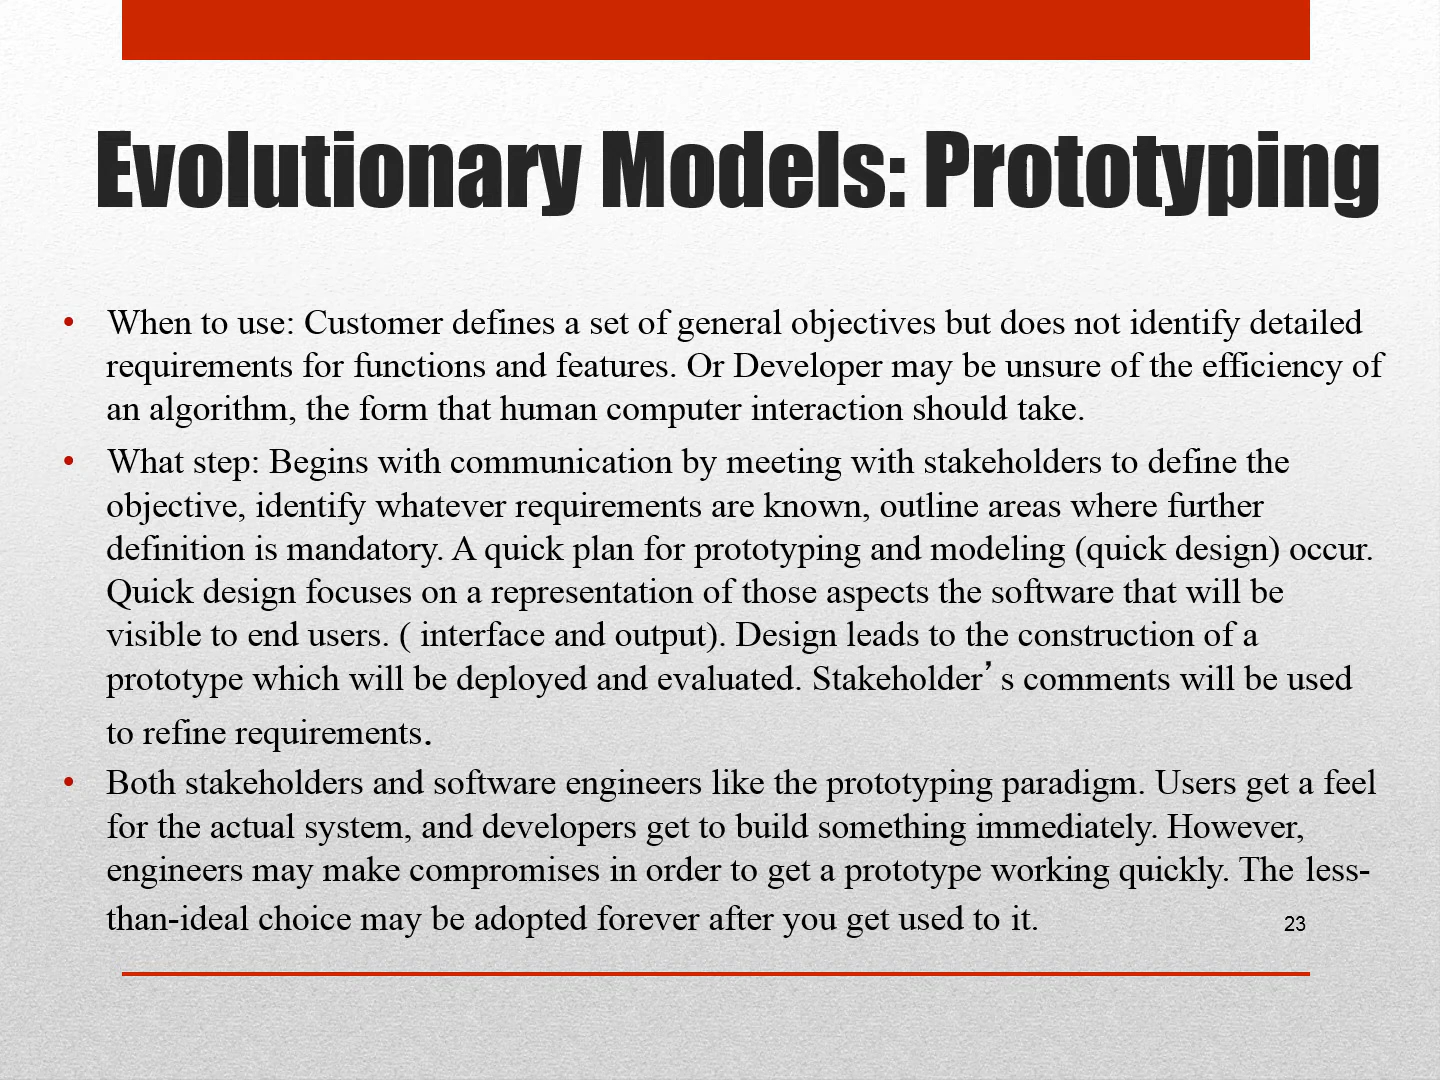 Evolutionary Models: Prototyping
• When to use: Customer defines a set of general objectives but does not identify detailed
requirements for functions and features. Or Developer may be unsure of the efficiency of
an algorithm, the form that human computer interaction should take.
• What step: Begins with communication by meeting with stakeholders to define the
objective, identify whatever requirements are known, outline areas where further
definition is mandatory. A quick plan for prototyping and modeling (quick design) occur.
Quick design focuses on a representation of those aspects the software that will be
visible to end users. ( interface and output). Design leads to the construction of a
prototype which will be deployed and evaluated. Stakeholder’s comments will be used
to refine requirements.
• Both stakeholders and software engineers like the prototyping paradigm. Users get a feel
for the actual system, and developers get to build something immediately. However,
engineers may make compromises in order to get a prototype working quickly. The less-
than-ideal choice may be adopted forever after you get used to it.
23